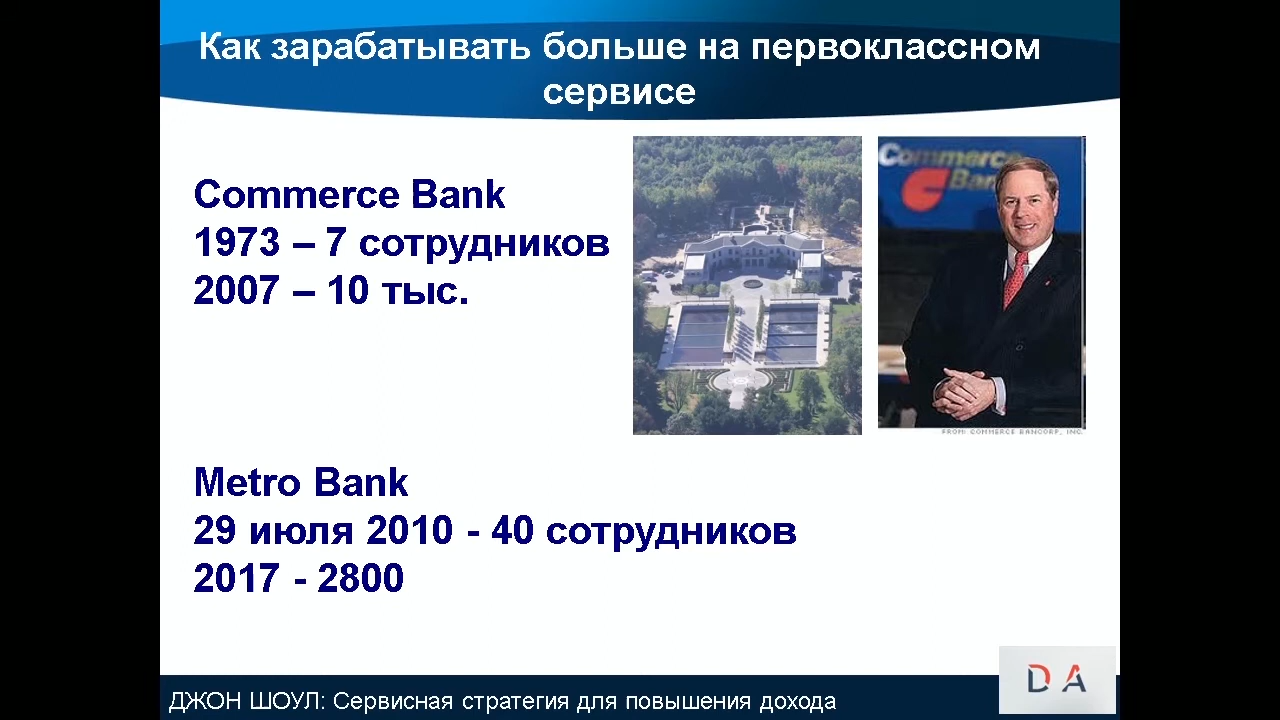 Как зарабатывать больше на первоклассном
сервисе
Commerce Bank
1973 – 7 сотрудников
2007 – 10 тыс.
Commerce
Bank
FROM: COMMERCE BANCORP, INC.
Metro Bank
29 июля 2010 - 40 сотрудников
2017 - 2800
ДЖОН ШОУЛ: Сервисная стратегия для повышения дохода
D A